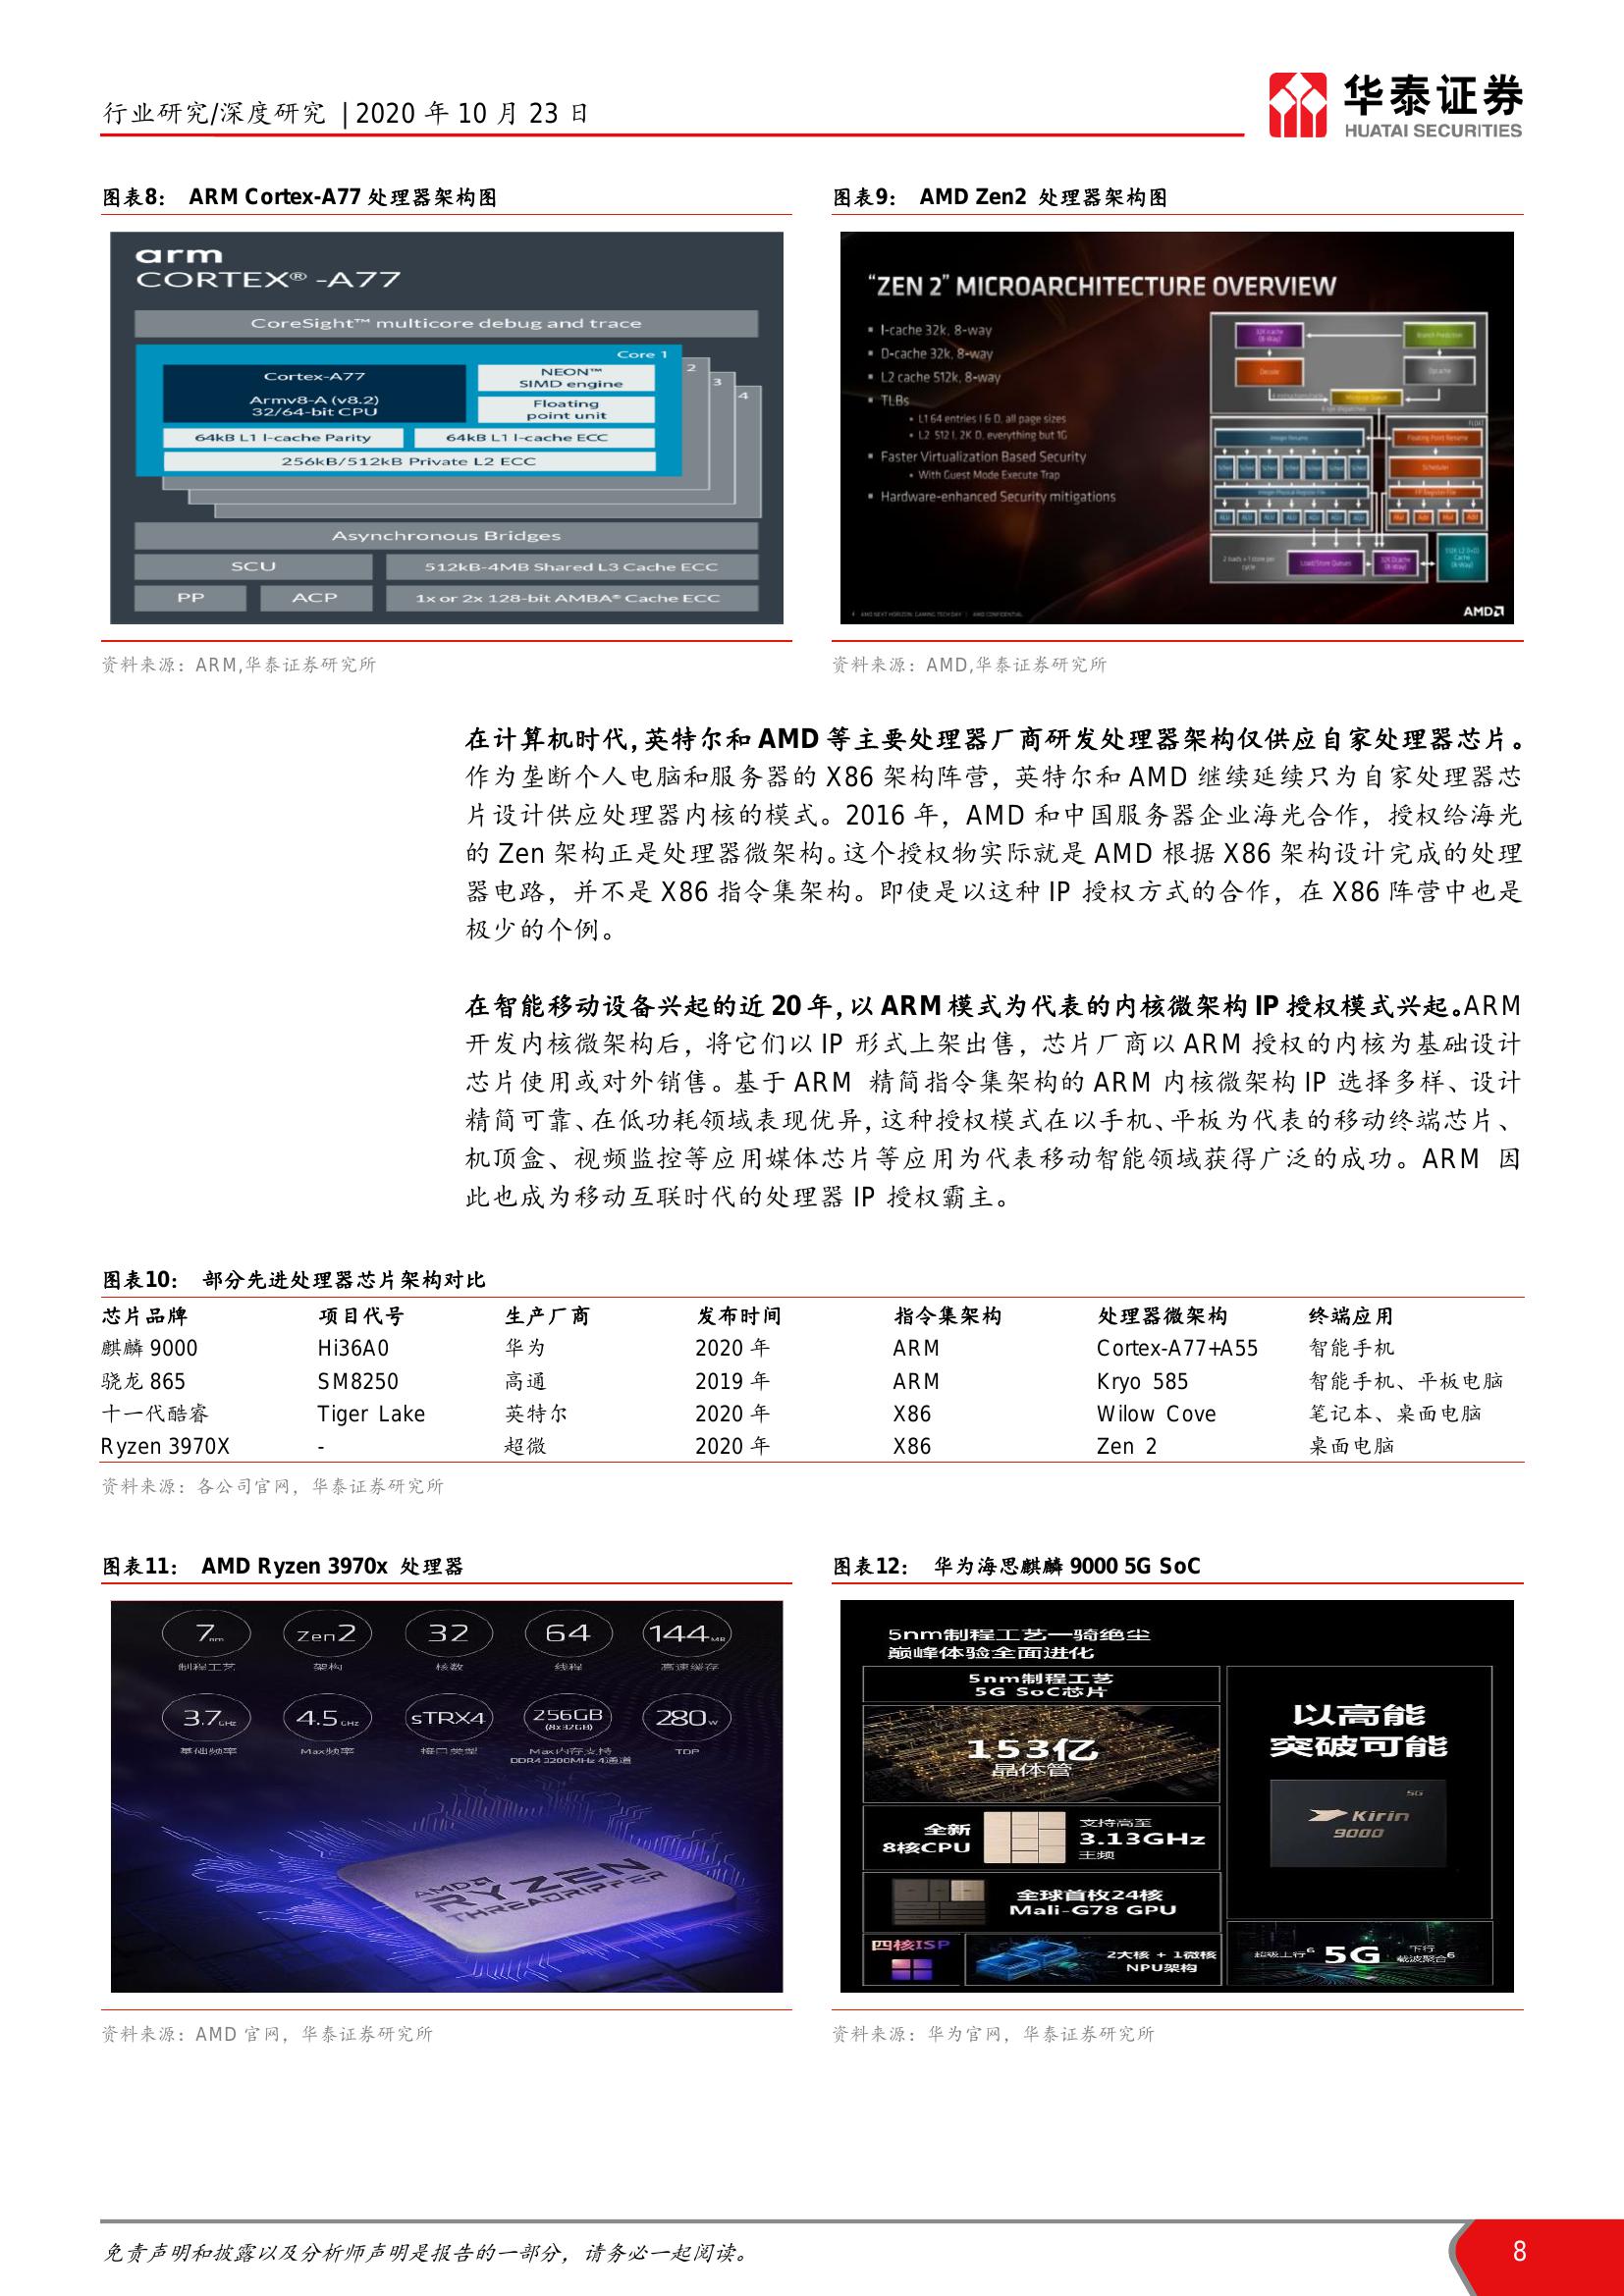 行业研究/深度研究 | 2020 年 10 月 23 日
华泰证券
HUATAI SECURITIES
图表8： ARM Cortex-A77 处理器架构图
arm
CORTEX® -A77
CoreSight™ multicore debug and trace
Core 1
2
3
4
Cortex-A77
Armv8-A (v8.2)
32/64-bit CPU
NEON™
SIMD engine
Floating
point unit
64kB L1 I-cache Parity
64kB L1 I-cache ECC
256kB/512kB Private L2 ECC
Asynchronous Bridges
SCU
512kB-4MB Shared L3 Cache ECC
PP
ACP
1x or 2x 128-bit AMBA® Cache ECC
资料来源：ARM,华泰证券研究所
图表9： AMD Zen2 处理器架构图
“ZEN 2” MICROARCHITECTURE OVERVIEW
▪ I-cache 32k, 8-way
▪ D-cache 32k, 8-way
▪ L2 cache 512k, 8-way
▪ TLBs
▪ L1 64 entries I & D, all page sizes
▪ L2 512 I, 2K D, everything but 1G
▪ Faster Virtualization Based Security
▪ With Guest Mode Execute Trap
▪ Hardware-enhanced Security mitigations
Decode
Integer Rename
Floating Point Rename
Scheduler
Load/Store Queues
AMD
资料来源：AMD,华泰证券研究所
在计算机时代，英特尔和 AMD 等主要处理器厂商研发处理器架构仅供应自家处理器芯片。
作为垄断个人电脑和服务器的 X86 架构阵营，英特尔和 AMD 继续延续只为自家处理器芯
片设计供应处理器内核的模式。2016 年，AMD 和中国服务器企业海光合作，授权给海光
的 Zen 架构正是处理器微架构。这个授权物实际就是 AMD 根据 X86 架构设计完成的处理
器电路，并不是 X86 指令集架构。即使是以这种 IP 授权方式的合作，在 X86 阵营中也是
极少的个例。
在智能移动设备兴起的近 20 年，以 ARM 模式为代表的内核微架构 IP 授权模式兴起。ARM
开发内核微架构后，将它们以 IP 形式上架出售，芯片厂商以 ARM 授权的内核为基础设计
芯片使用或对外销售。基于 ARM 精简指令集架构的 ARM 内核微架构 IP 选择多样、设计
精简可靠、在低功耗领域表现优异，这种授权模式在以手机、平板为代表的移动终端芯片、
机顶盒、视频监控等应用媒体芯片等应用为代表移动智能领域获得广泛的成功。ARM 因
此也成为移动互联时代的处理器 IP 授权霸主。
图表10： 部分先进处理器芯片架构对比
芯片品牌 项目代号 生产厂商 发布时间 指令集架构 处理器微架构 终端应用
麒麟 9000 Hi36A0 华为 2020 年 ARM Cortex-A77+A55 智能手机
骁龙 865 SM8250 高通 2019 年 ARM Kryo 585 智能手机、平板电脑
十一代酷睿 Tiger Lake 英特尔 2020 年 X86 Wilow Cove 笔记本、桌面电脑
Ryzen 3970X - 超微 2020 年 X86 Zen 2 桌面电脑
资料来源：各公司官网，华泰证券研究所
图表11： AMD Ryzen 3970x 处理器
7nm Zen2 32 64 144MB
制程工艺 架构 核数 线程 高速缓存
3.7GHz 4.5GHz sTRX4 256GB (8x32GB) 280W
基础频率 Max频率 接口类型 Max内存支持 TDP
DDR4 3200MHz 4通道
AMD
RYZEN
THREADRIPPER
资料来源：AMD 官网，华泰证券研究所
图表12： 华为海思麒麟 9000 5G SoC
5nm制程工艺一骑绝尘
巅峰体验全面进化
5nm制程工艺
5G SoC芯片
153亿
晶体管
全新
8核CPU
支持高至
3.13GHz
主频
全球首枚24核
Mali-G78 GPU
四核ISP
2大核 + 1微核
NPU架构
以高能
突破可能
5G
Kirin
9000
超级上行6 5G 下行
载波聚合6
资料来源：华为官网，华泰证券研究所
免责声明和披露以及分析师声明是报告的一部分，请务必一起阅读。
8